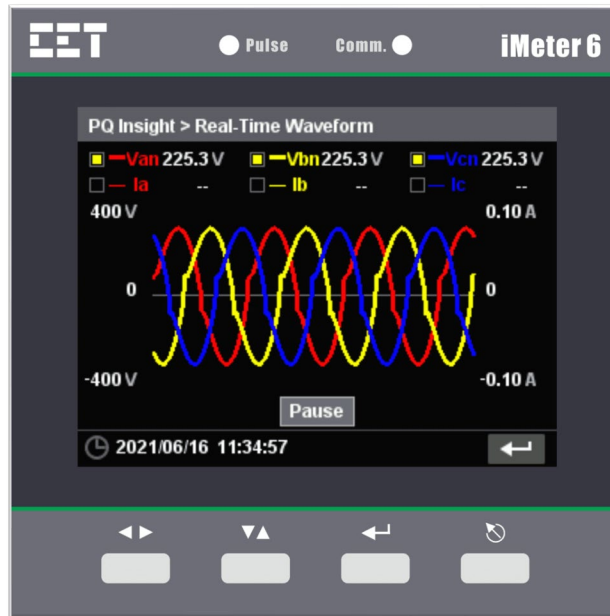 CET Pulse Comm. iMeter 6
PQ Insight > Real-Time Waveform
Van 225.3 V Vbn 225.3 V Vcn 225.3 V
Ia -- Ib -- Ic --
400 V 0.10 A
0 0
-400 V -0.10 A
Pause
2021/06/16 11:34:57